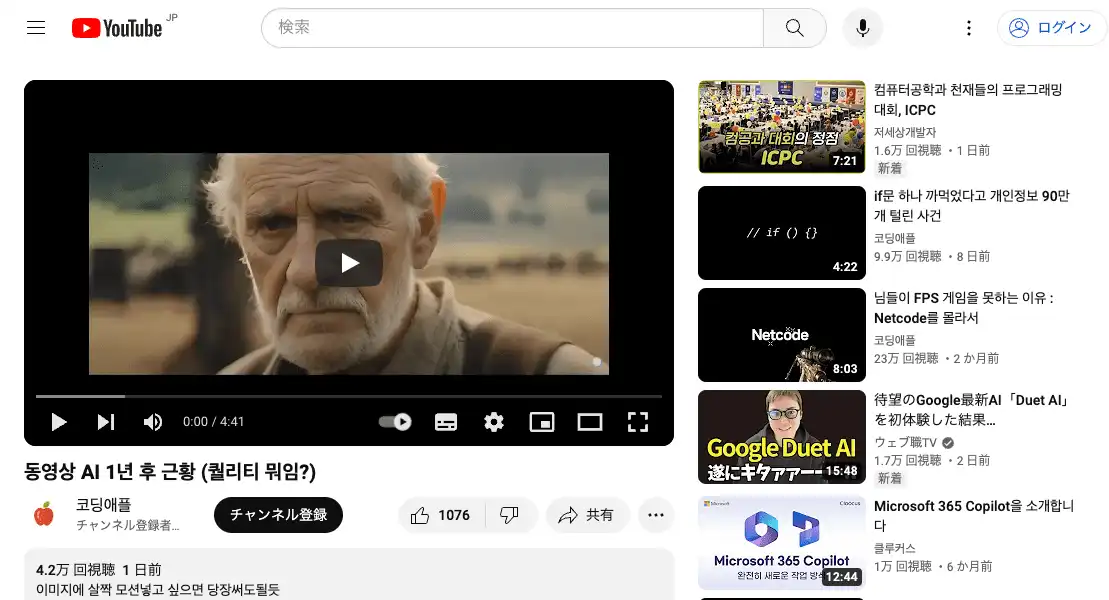 YouTube JP
検索
ログイン
0:00 / 4:41
동영상 AI 1년 후 근황 (퀄리티 뭐임?)
코딩애플
チャンネル登録者...
チャンネル登録
1076
共有
4.2万 回視聴 1 日前
이미지에 살짝 모션넣고 싶으면 당장써도될듯
컴공과 대회의 정점
ICPC
7:21
컴퓨터공학과 천재들의 프로그래밍
대회, ICPC
저세상개발자
1.6万 回視聴 ・1 日前
新着
// if () {}
4:22
if문 하나 까먹었다고 개인정보 90만
개 털린 사건
코딩애플
9.9万 回視聴 ・8 日前
Netcode
8:03
님들이 FPS 게임을 못하는 이유 :
Netcode를 몰라서
코딩애플
23万 回視聴 ・2 か月前
Google Duet AI
遂にキタァァーー
15:48
待望のGoogle最新AI「Duet AI」
を初体験した結果...
ウェブ職TV
1.7万 回視聴 ・2 日前
新着
Microsoft
Cloocus
Microsoft 365 Copilot
완전히 새로운 작업 방식
12:44
Microsoft 365 Copilot을 소개합니
다
클루커스
1万 回視聴 ・6 か月前